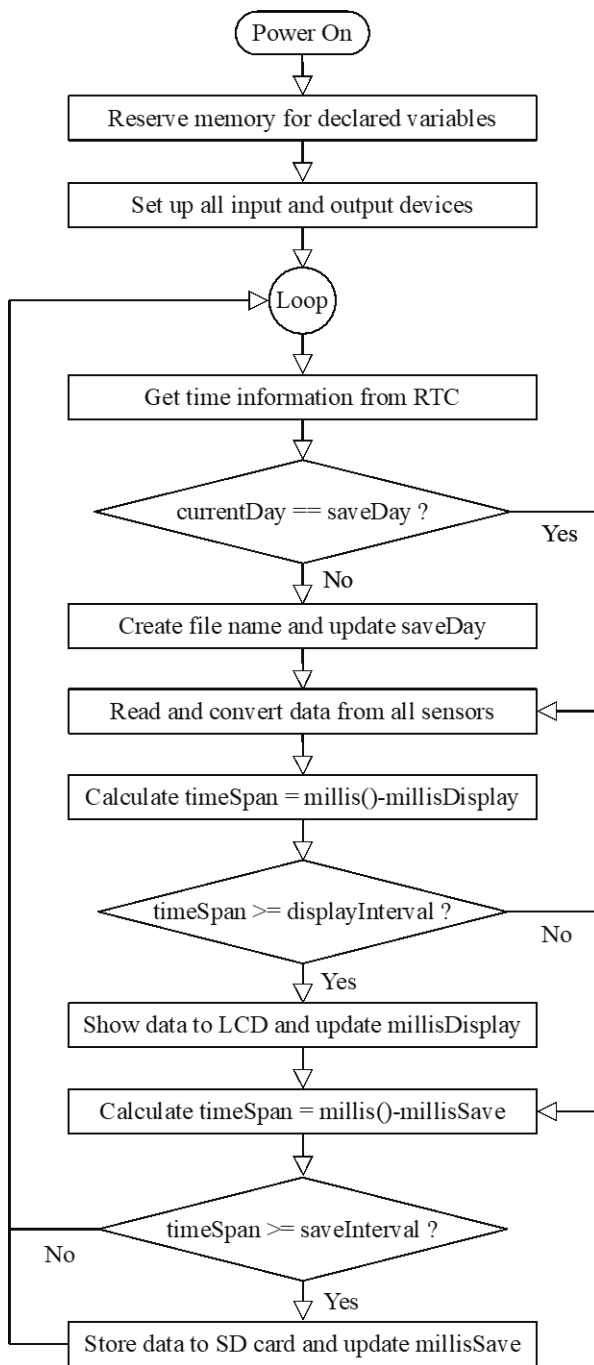 Power On
Reserve memory for declared variables
Set up all input and output devices
Loop
Get time information from RTC
currentDay == saveDay ?
Yes
No
Create file name and update saveDay
Read and convert data from all sensors
Calculate timeSpan = millis()-millisDisplay
timeSpan >= displayInterval ?
No
Yes
Show data to LCD and update millisDisplay
Calculate timeSpan = millis()-millisSave
timeSpan >= saveInterval ?
No
Yes
Store data to SD card and update millisSave